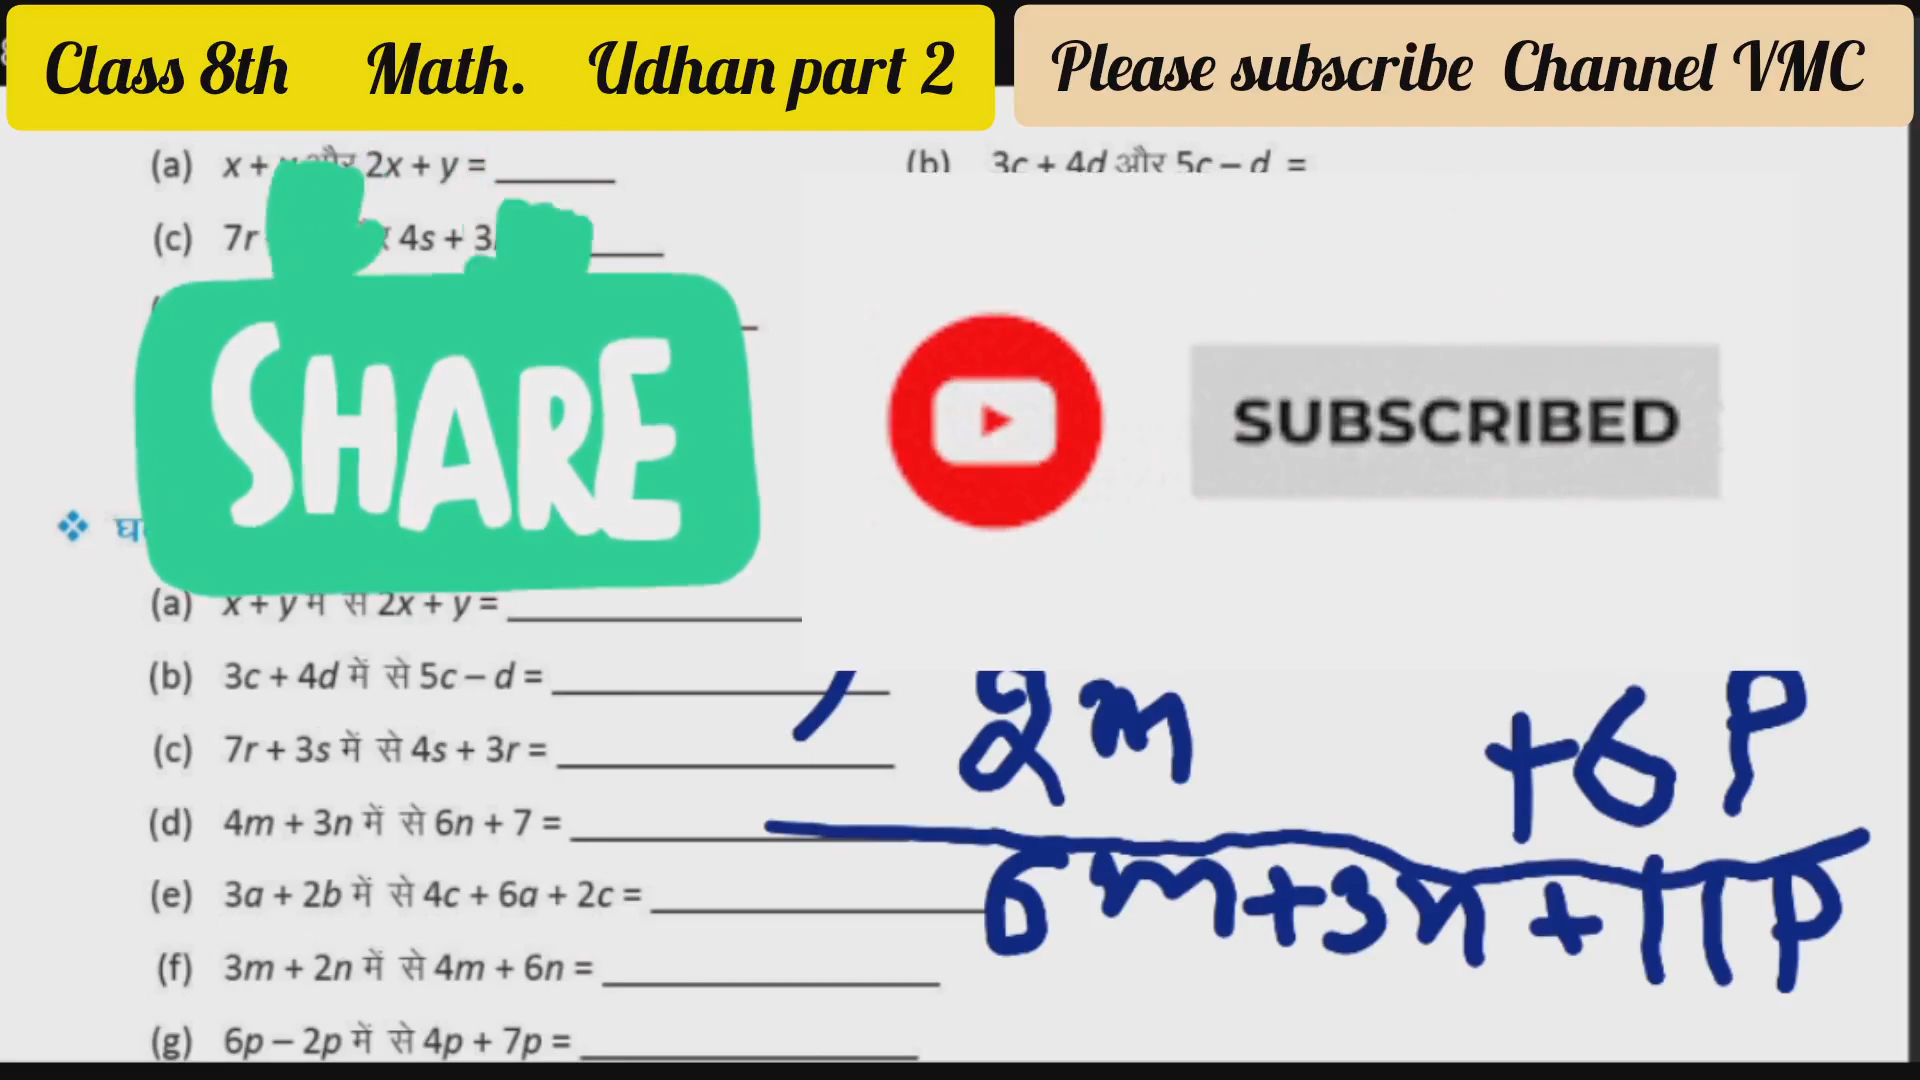 Class 8th Math. Udhan part 2
Please subscribe Channel VMC
(a) x + और 2x + y =
(b) 3c + 4d और 5c – d =
(c) 7r 4s + 3
SHARE
SUBSCRIBED
(a) x + y में से 2x + y =
(b) 3c + 4d में से 5c – d =
(c) 7r + 3s में से 4s + 3r =
(d) 4m + 3n में से 6n + 7 =
(e) 3a + 2b में से 4c + 6a + 2c =
(f) 3m + 2n में से 4m + 6n =
(g) 6p – 2p में से 4p + 7p =
2m +6p
6m+3n+11p